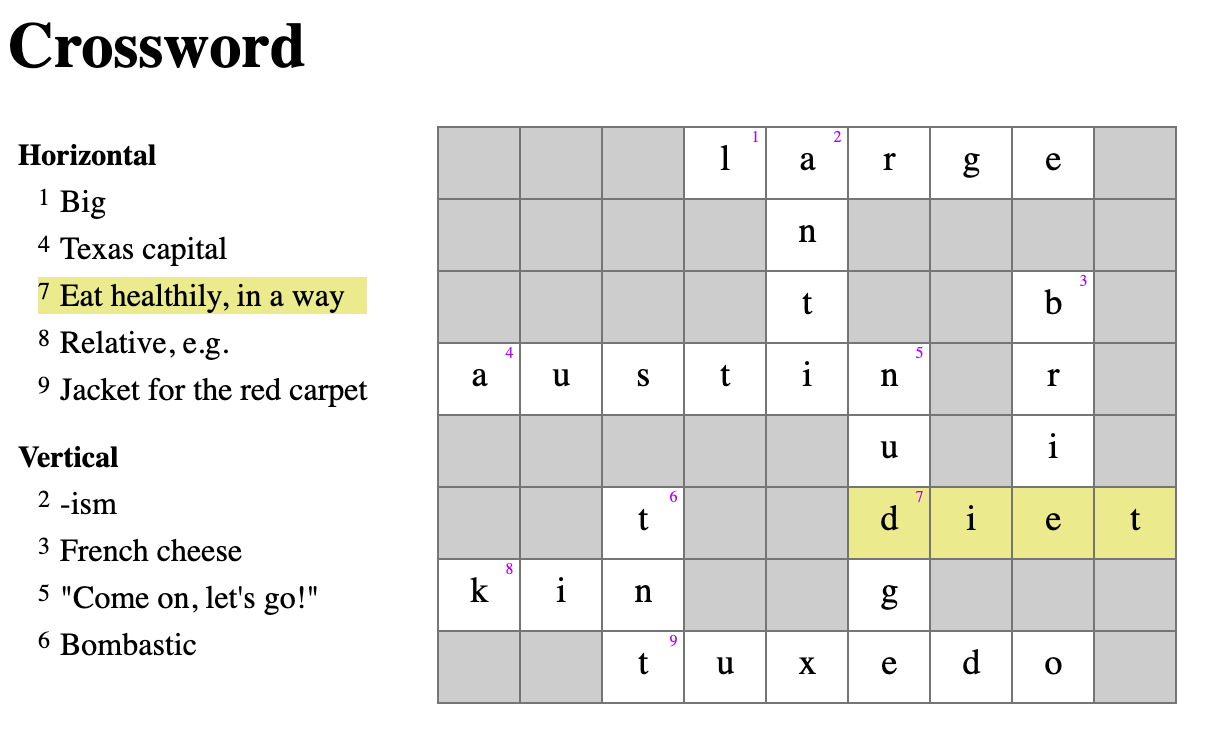 Crossword
Horizontal
1 Big
4 Texas capital
7 Eat healthily, in a way
8 Relative, e.g.
9 Jacket for the red carpet
Vertical
2 -ism
3 French cheese
5 "Come on, let's go!"
6 Bombastic
l 1 a 2 r g e
n
t b 3
a 4 u s t i n 5 r
u i
t 6 d 7 i e t
k 8 i n g
t 9 u x e d o